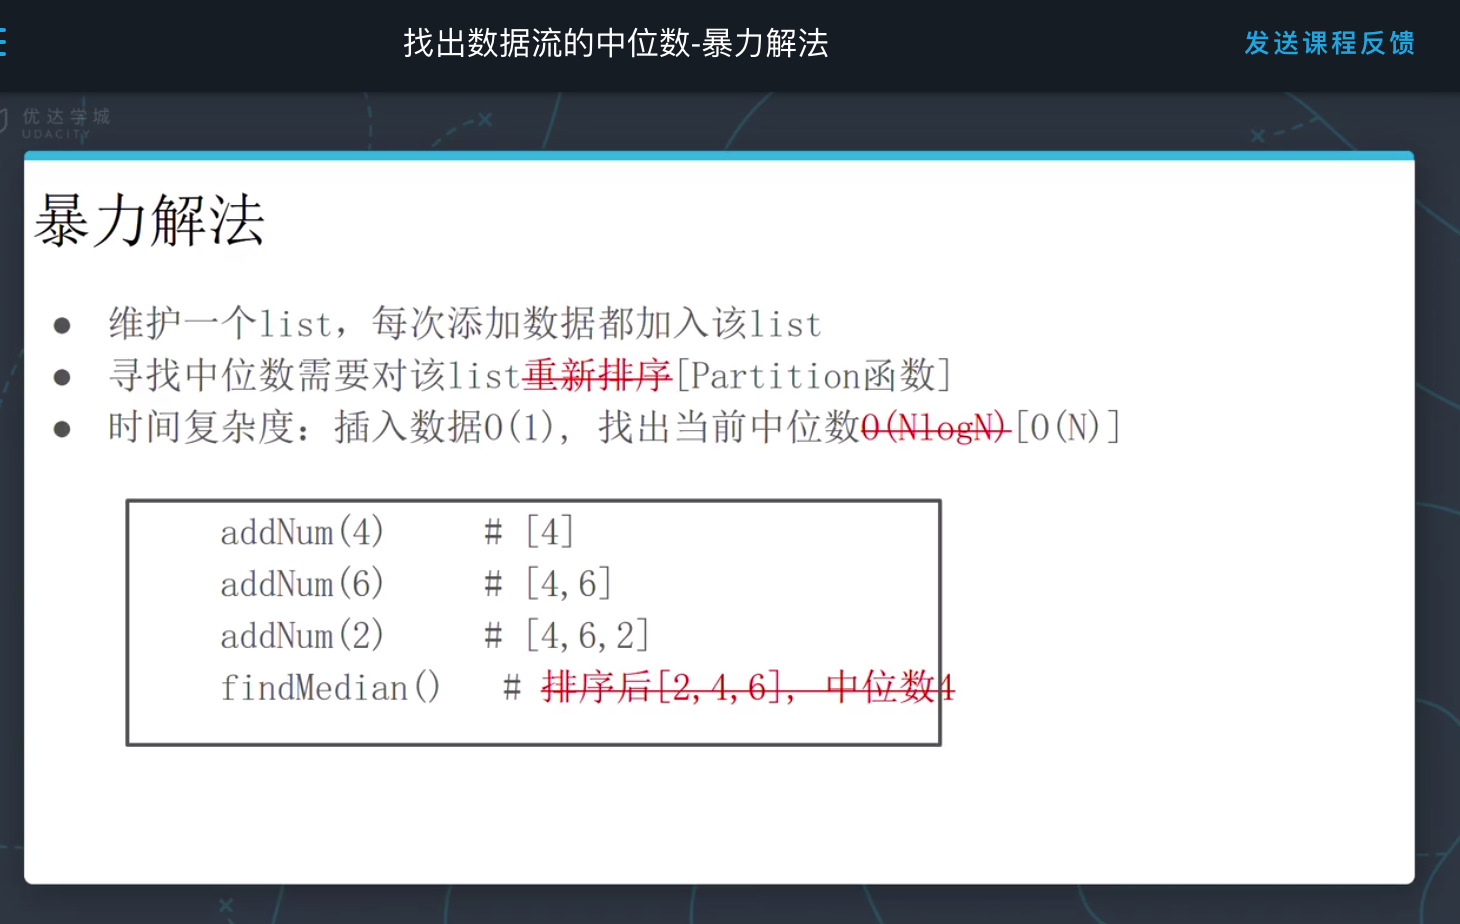 找出数据流的中位数-暴力解法
发送课程反馈
优达学城
UDACITY
暴力解法
● 维护一个list，每次添加数据都加入该list
● 寻找中位数需要对该list重新排序[Partition函数]
● 时间复杂度：插入数据O(1)，找出当前中位数O(NlogN)[O(N)]
addNum(4) # [4]
addNum(6) # [4,6]
addNum(2) # [4,6,2]
findMedian() # 排序后[2,4,6]，中位数4